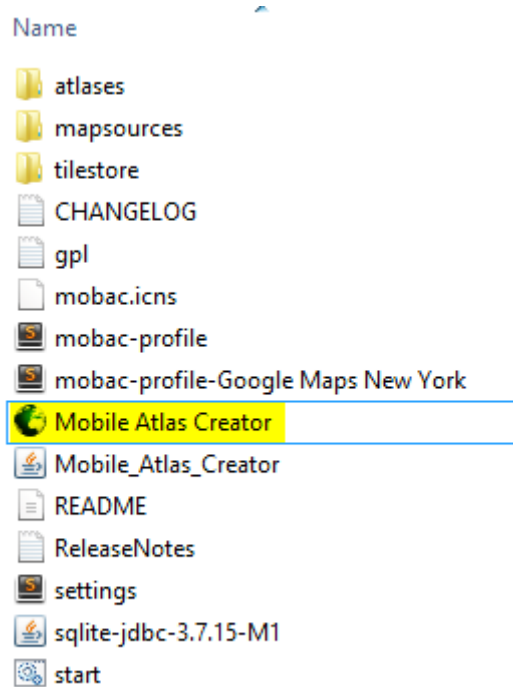 Name
atlases
mapsources
tilestore
CHANGELOG
gpl
mobac.icns
mobac-profile
mobac-profile-Google Maps New York
Mobile Atlas Creator
Mobile_Atlas_Creator
README
ReleaseNotes
settings
sqlite-jdbc-3.7.15-M1
start